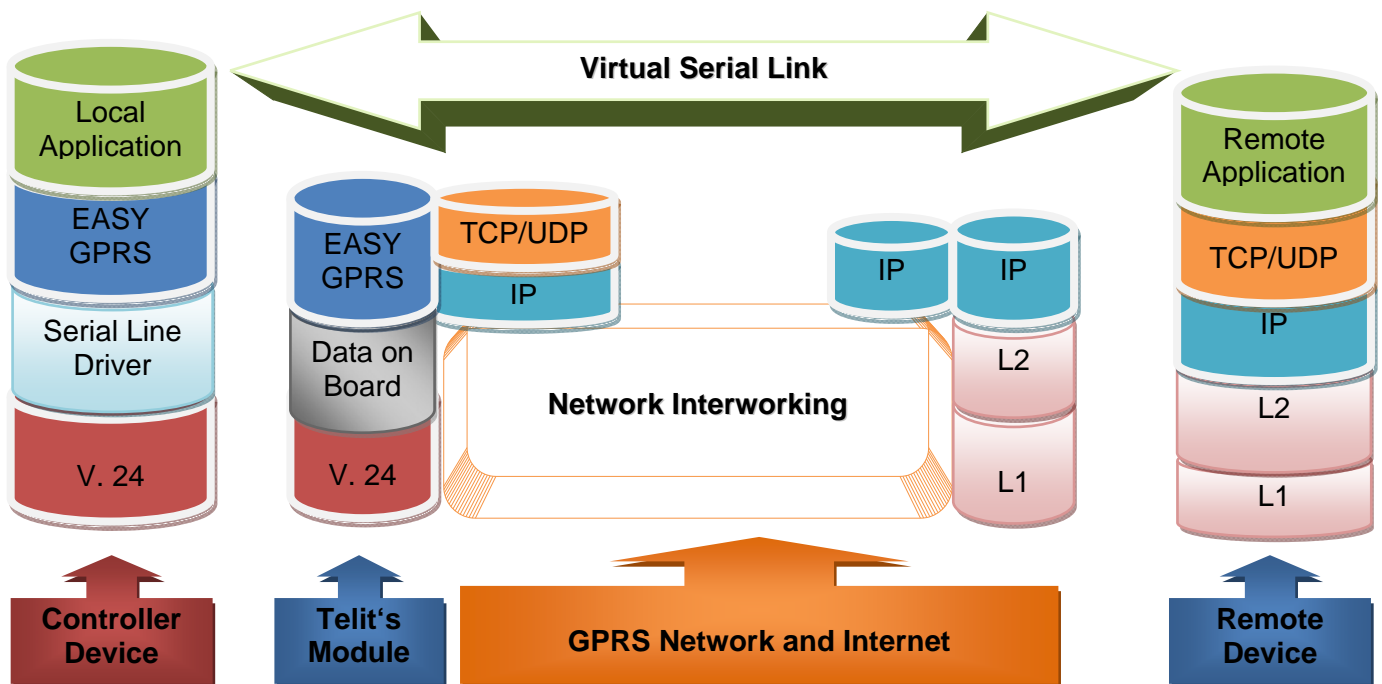 Virtual Serial Link
Local
Application
EASY
GPRS
Serial Line
Driver
V. 24
EASY
GPRS
Data on
Board
V. 24
TCP/UDP
IP
Network Interworking
IP
IP
L2
L1
Remote
Application
TCP/UDP
IP
L2
L1
Controller
Device
Telit‘s
Module
GPRS Network and Internet
Remote
Device